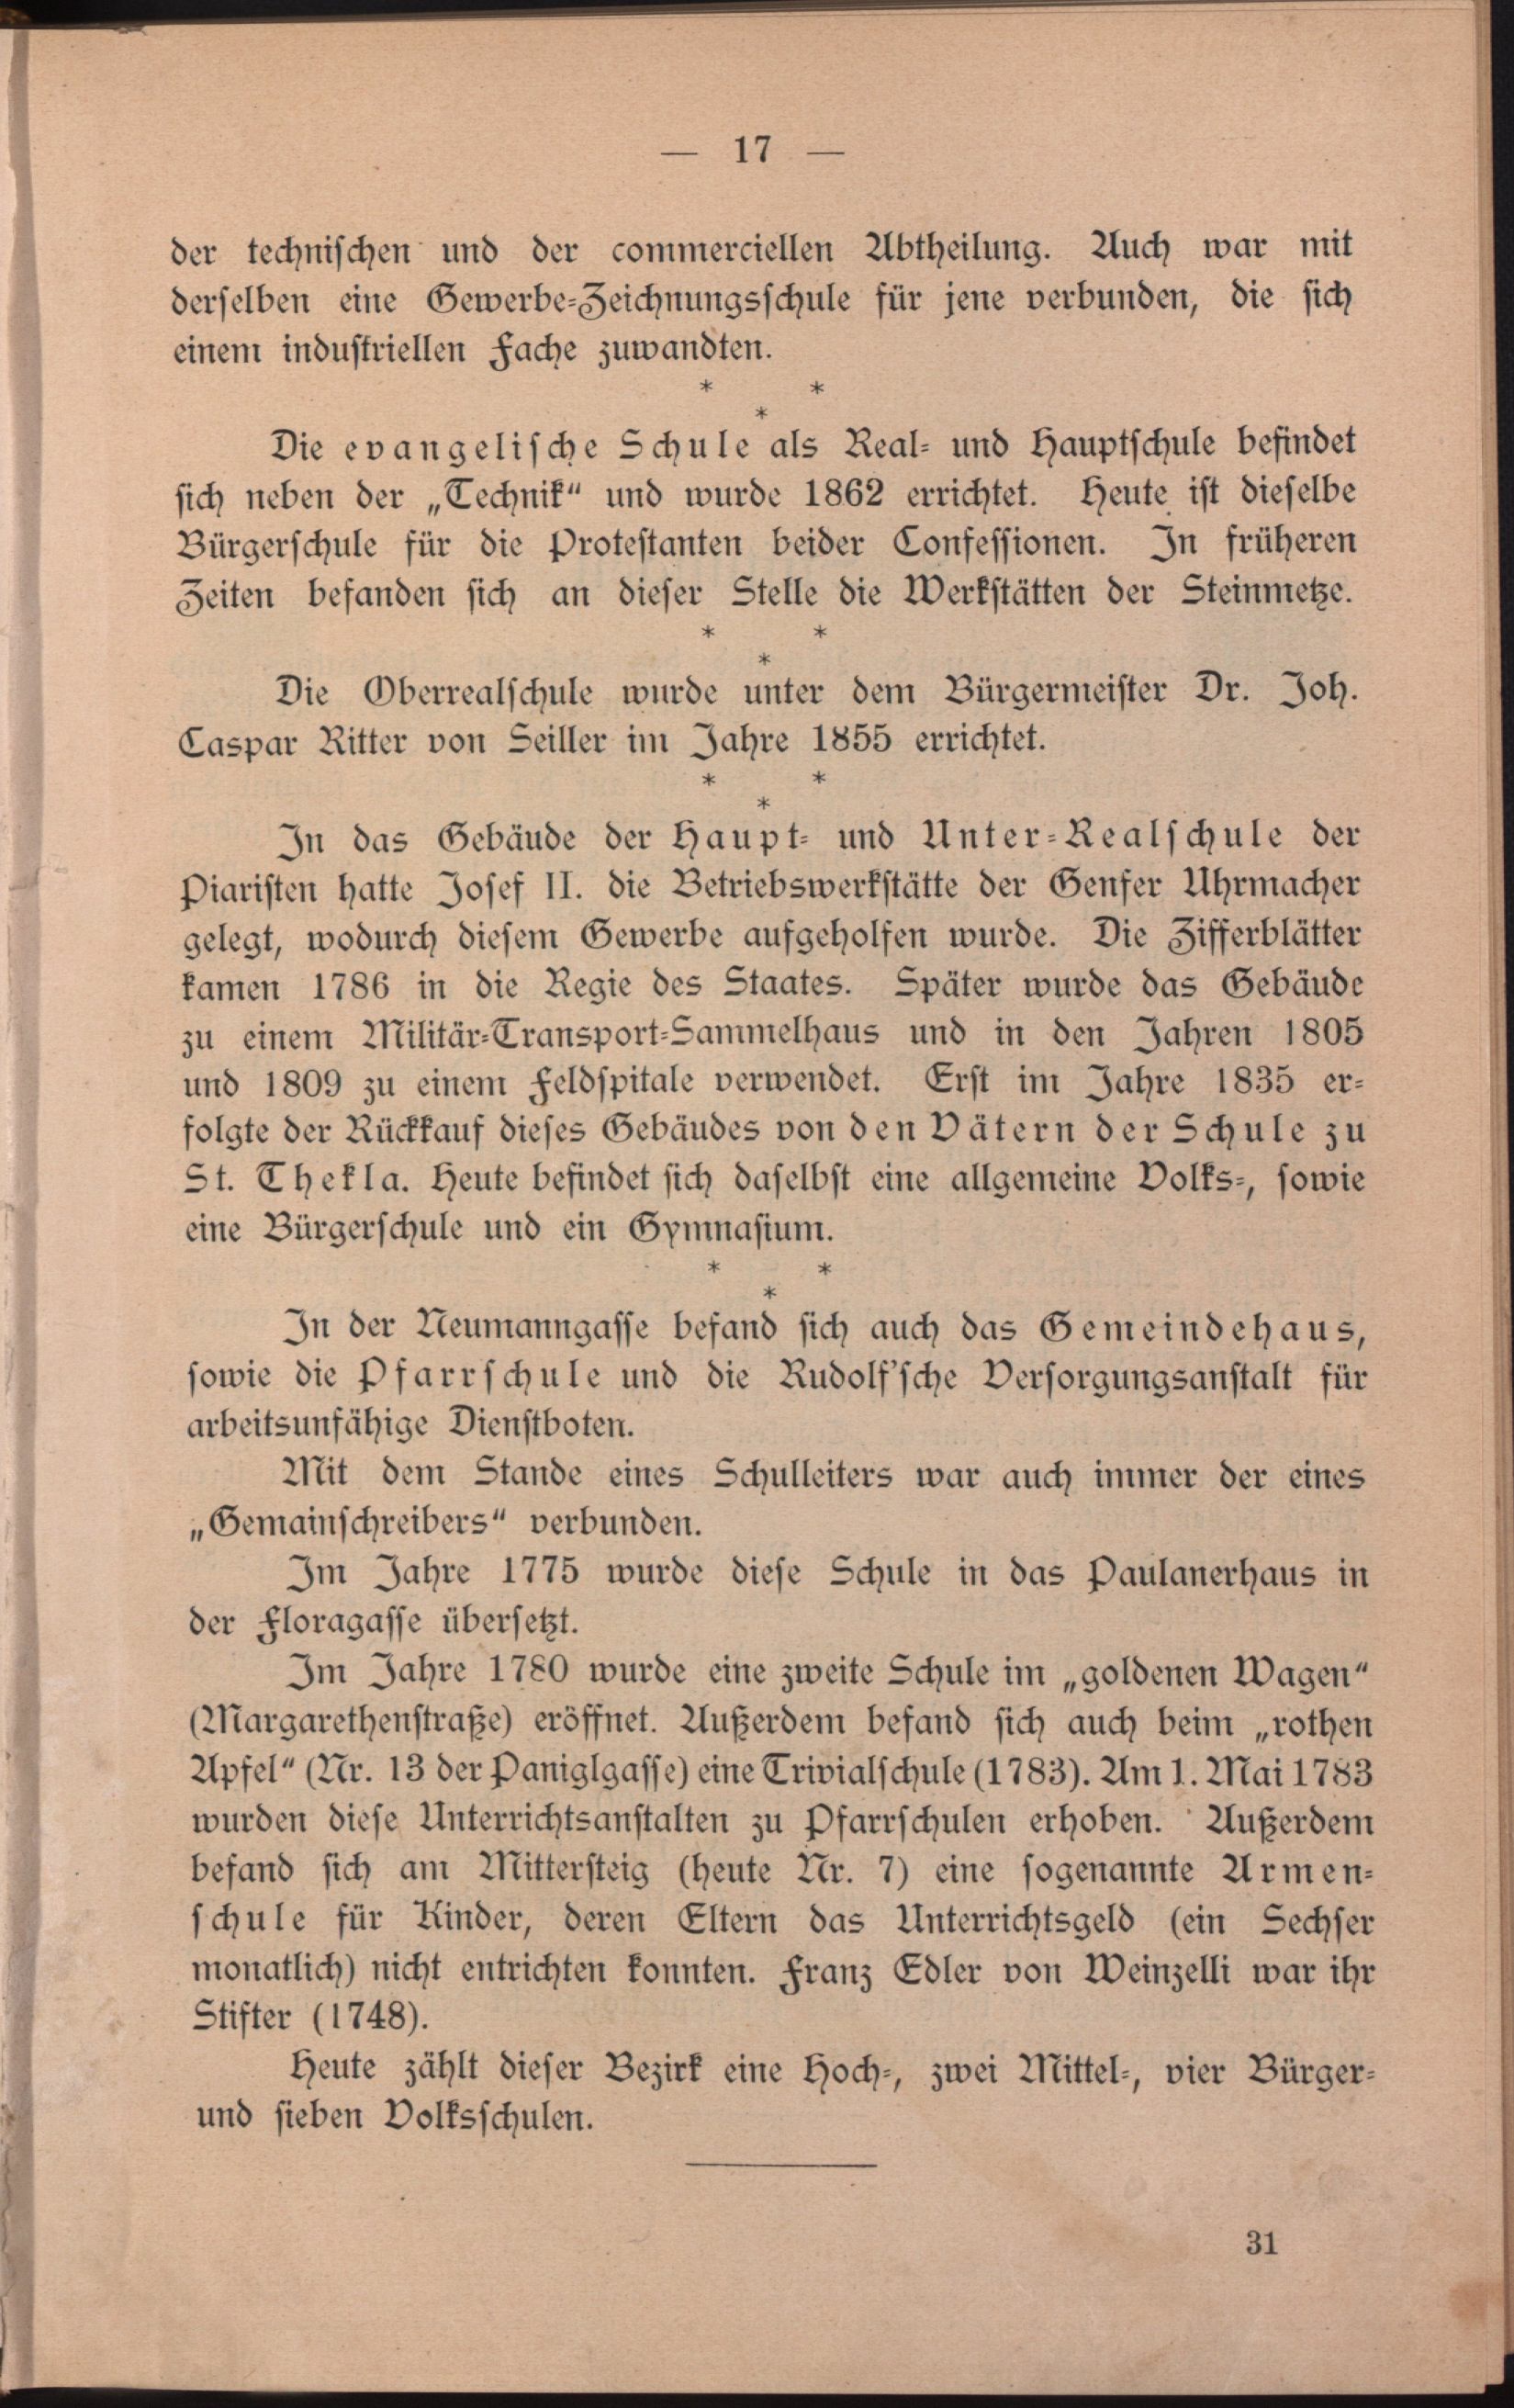 — 17 —
der technischen und der commerciellen Abtheilung. Auch war mit
derselben eine Gewerbe-Zeichnungsschule für jene verbunden, die sich
einem industriellen Fache zuwandten.
* *
*
Die evangelische Schule als Real- und Hauptschule befindet
sich neben der „Technik“ und wurde 1862 errichtet. Heute ist dieselbe
Bürgerschule für die Protestanten beider Confessionen. In früheren
Zeiten befanden sich an dieser Stelle die Werkstätten der Steinmetze.
* *
*
Die Oberrealschule wurde unter dem Bürgermeister Dr. Joh.
Caspar Ritter von Seiller im Jahre 1855 errichtet.
* *
*
In das Gebäude der Haupt- und Unter-Realschule der
Piaristen hatte Josef II. die Betriebswerkstätte der Genfer Uhrmacher
gelegt, wodurch diesem Gewerbe aufgeholfen wurde. Die Zifferblätter
kamen 1786 in die Regie des Staates. Später wurde das Gebäude
zu einem Militär-Transport-Sammelhaus und in den Jahren 1805
und 1809 zu einem Feldspitale verwendet. Erst im Jahre 1835 er-
folgte der Rückkauf dieses Gebäudes von den Vätern der Schule zu
St. Thekla. Heute befindet sich daselbst eine allgemeine Volks-, sowie
eine Bürgerschule und ein Gymnasium.
* *
*
In der Neumanngasse befand sich auch das Gemeindehaus,
sowie die Pfarrschule und die Rudolf’sche Versorgungsanstalt für
arbeitsunfähige Dienstboten.
Mit dem Stande eines Schulleiters war auch immer der eines
„Gemainschreibers“ verbunden.
Im Jahre 1775 wurde diese Schule in das Paulanerhaus in
der Floragasse übersetzt.
Im Jahre 1780 wurde eine zweite Schule im „goldenen Wagen“
(Margarethenstraße) eröffnet. Außerdem befand sich auch beim „rothen
Apfel“ (Nr. 13 der Paniglgasse) eine Trivialschule (1783). Am 1. Mai 1783
wurden diese Unterrichtsanstalten zu Pfarrschulen erhoben. Außerdem
befand sich am Mittersteig (heute Nr. 7) eine sogenannte Armen-
schule für Kinder, deren Eltern das Unterrichtsgeld (ein Sechser
monatlich) nicht entrichten konnten. Franz Edler von Weinzelli war ihr
Stifter (1748).
Heute zählt dieser Bezirk eine Hoch-, zwei Mittel-, vier Bürger-
und sieben Volksschulen.
31